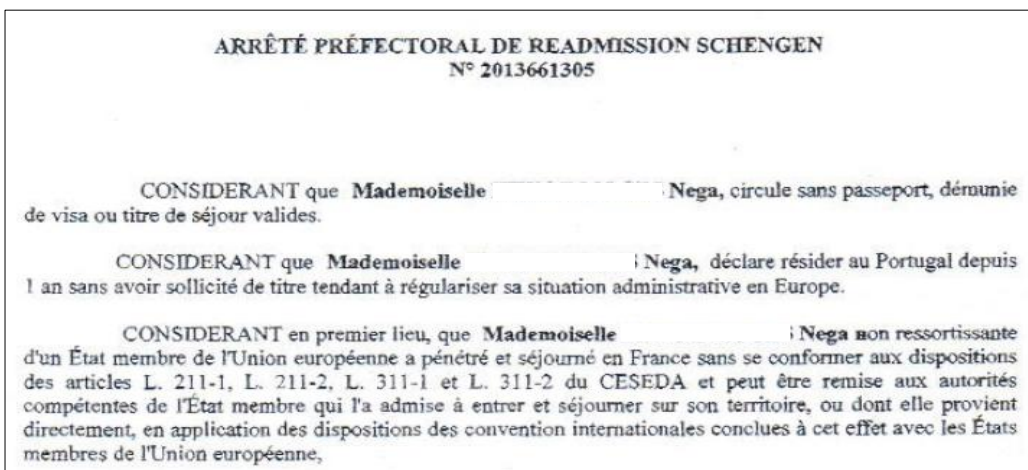 ARRÊTÉ PRÉFECTORAL DE READMISSION SCHENGEN
N° 2013661305
CONSIDERANT que Mademoiselle Nega, circule sans passeport, démunie
de visa ou titre de séjour valides.
CONSIDERANT que Mademoiselle Nega, déclare résider au Portugal depuis
1 an sans avoir sollicité de titre tendant à régulariser sa situation administrative en Europe.
CONSIDERANT en premier lieu, que Mademoiselle Nega non ressortissante
d'un État membre de l'Union européenne a pénétré et séjourné en France sans se conformer aux dispositions
des articles L. 211-1, L. 211-2, L. 311-1 et L. 311-2 du CESEDA et peut être remise aux autorités
compétentes de l'État membre qui l'a admise à entrer et séjourner sur son territoire, ou dont elle provient
directement, en application des dispositions des convention internationales conclues à cet effet avec les États
membres de l'Union européenne,